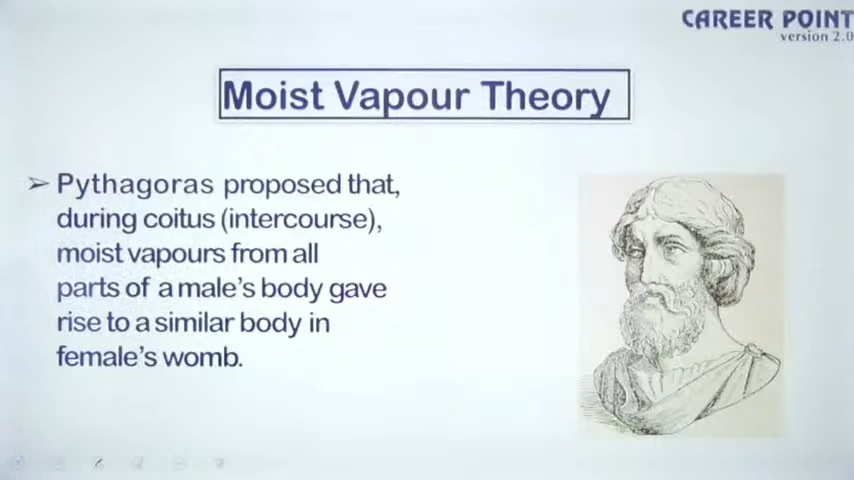 CAREER POINT
version 2.0
Moist Vapour Theory
➢ Pythagoras proposed that,
during coitus (intercourse),
moist vapours from all
parts of a male's body gave
rise to a similar body in
female's womb.